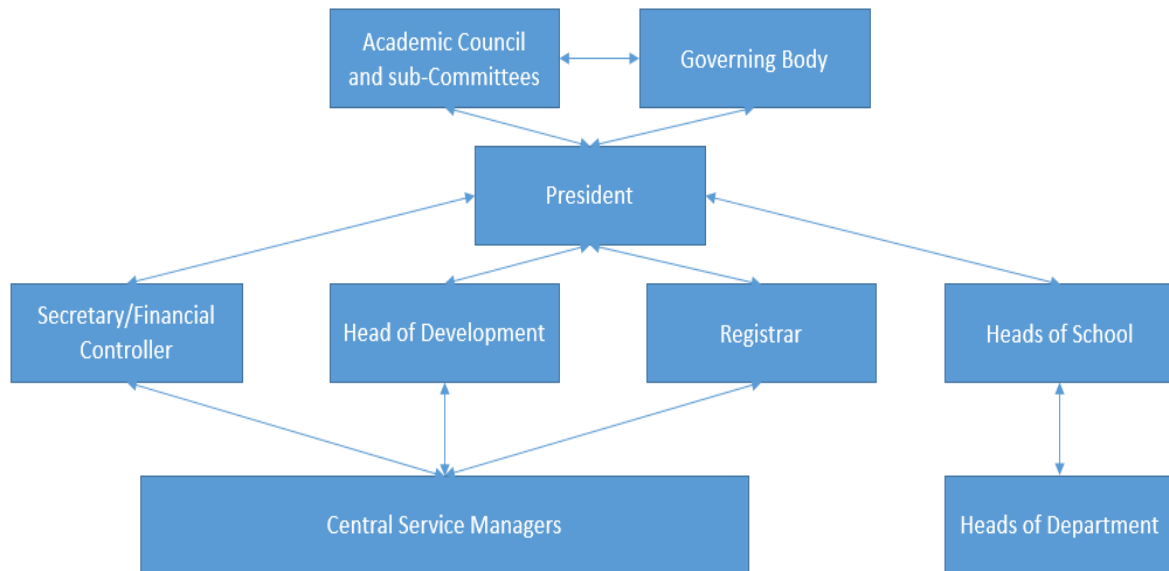 Academic Council
and sub-Committees
Governing Body
President
Secretary/Financial
Controller
Head of Development
Registrar
Heads of School
Central Service Managers
Heads of Department